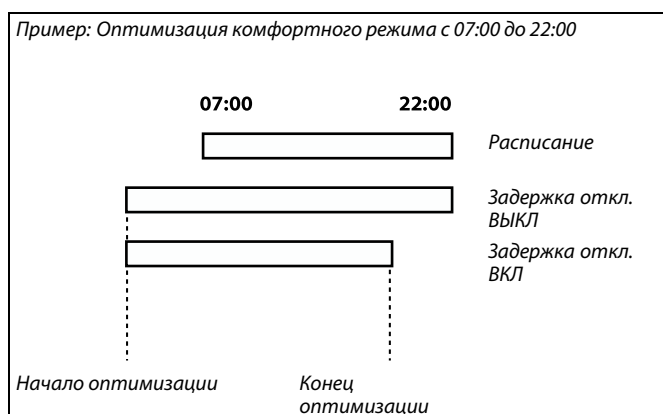 Пример: Оптимизация комфортного режима с 07:00 до 22:00
07:00 22:00
Расписание
Задержка откл.
ВЫКЛ
Задержка откл.
ВКЛ
Начало оптимизации Конец
оптимизации